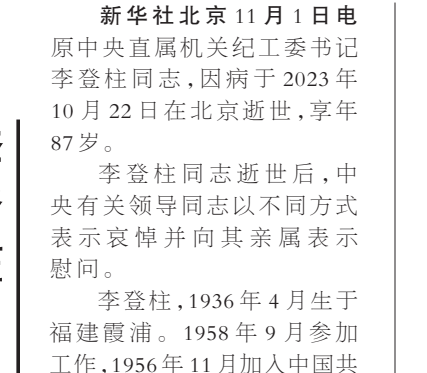 新华社北京11月1日电
原中央直属机关纪工委书记
李登柱同志，因病于2023年
10月22日在北京逝世，享年
87岁。
李登柱同志逝世后，中
央有关领导同志以不同方式
表示哀悼并向其亲属表示
慰问。
李登柱，1936年4月生于
福建霞浦。1958年9月参加
工作，1956年11月加入中国共